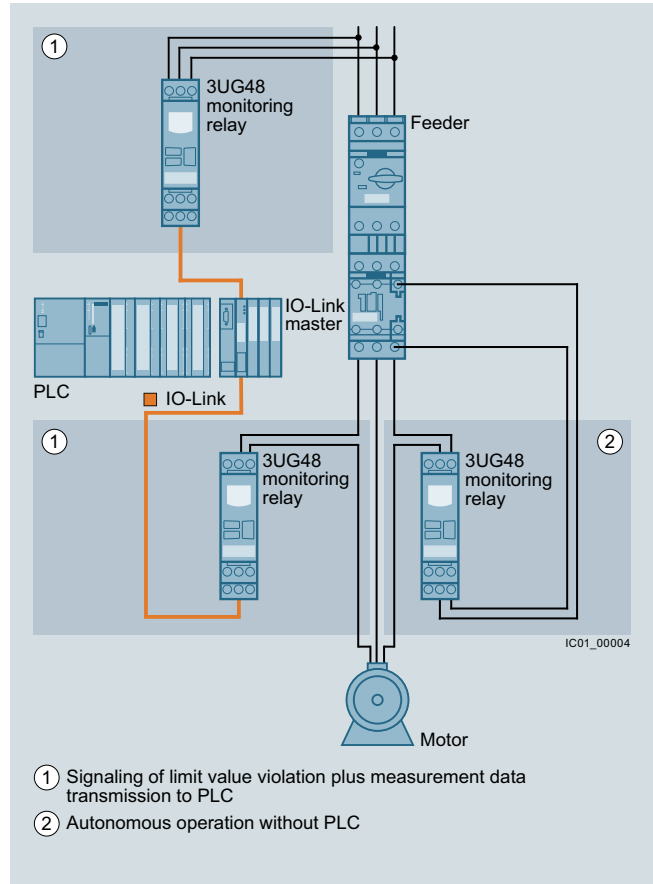 1
3UG48
monitoring
relay
Feeder
IO-Link
master
PLC
IO-Link
1
3UG48
monitoring
relay
2
3UG48
monitoring
relay
IC01_00004
Motor
1 Signaling of limit value violation plus measurement data
transmission to PLC
2 Autonomous operation without PLC